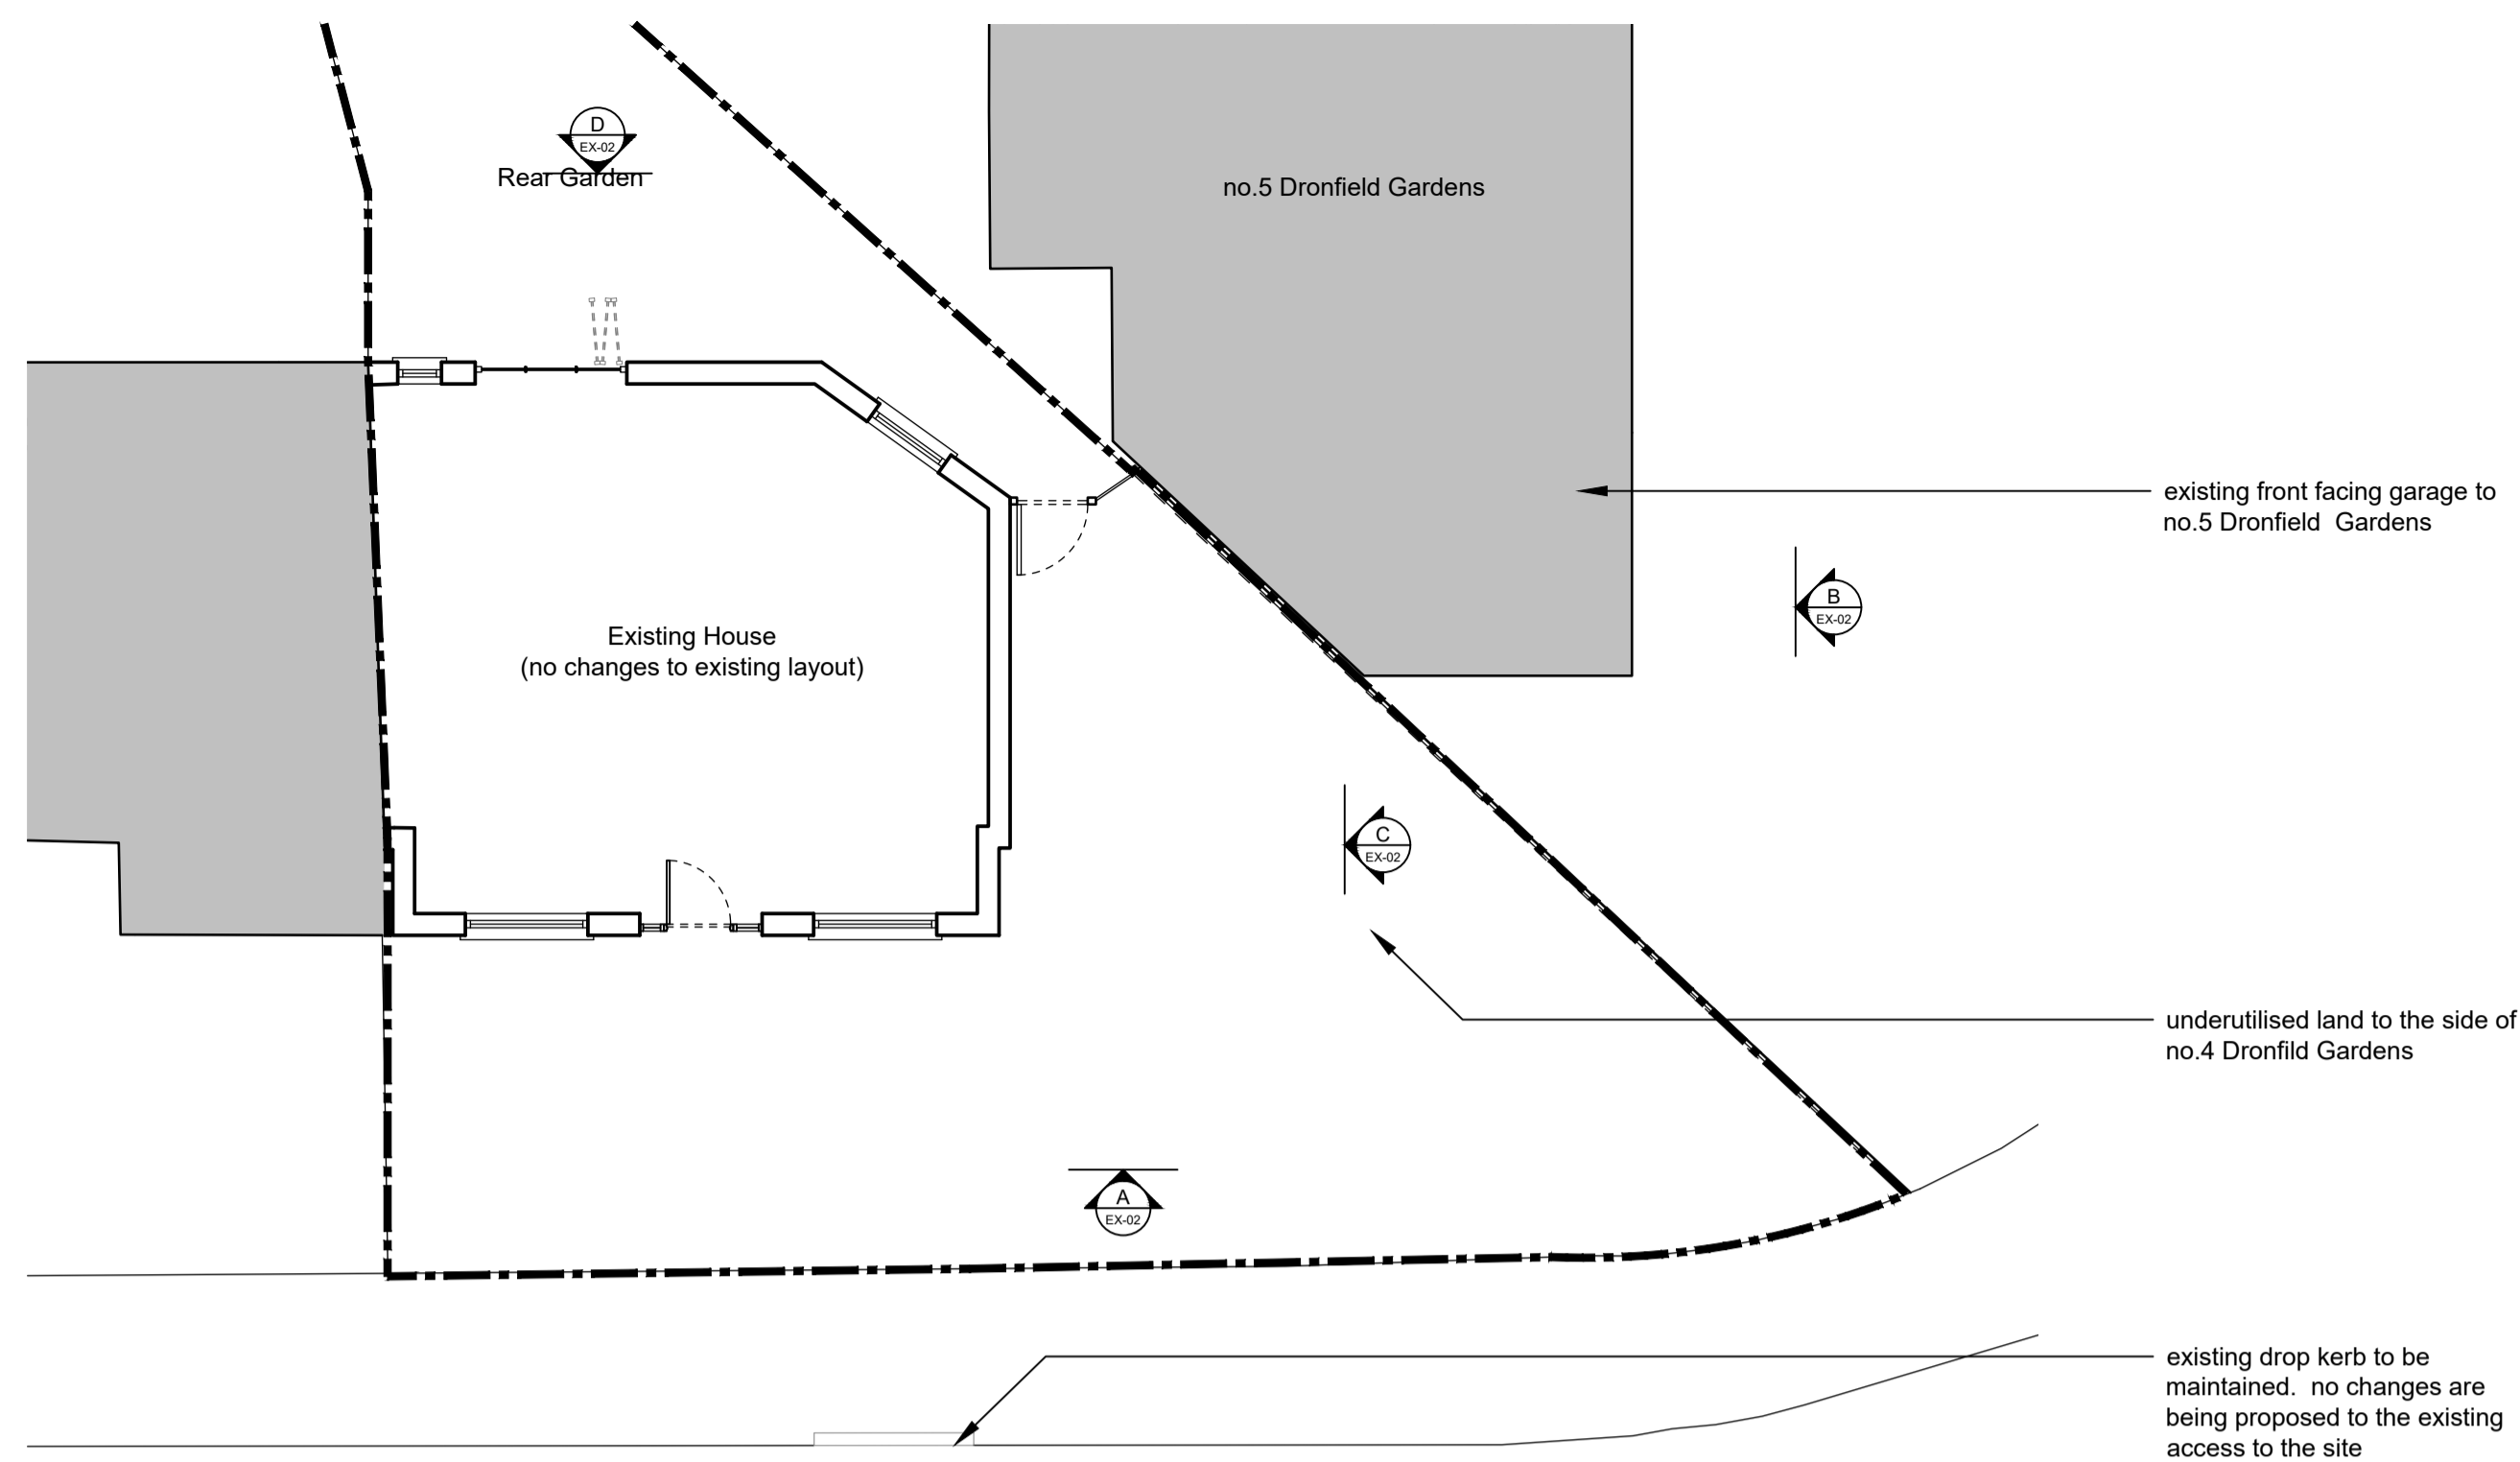 D
EX-02
Rear Garden
no.5 Dronfield Gardens
existing front facing garage to
no.5 Dronfield  Gardens
B
EX-02
Existing House
(no changes to existing layout)
C
EX-02
underutilised land to the side of
no.4 Dronfild Gardens
A
EX-02
existing drop kerb to be
maintained.  no changes are
being proposed to the existing
access to the site